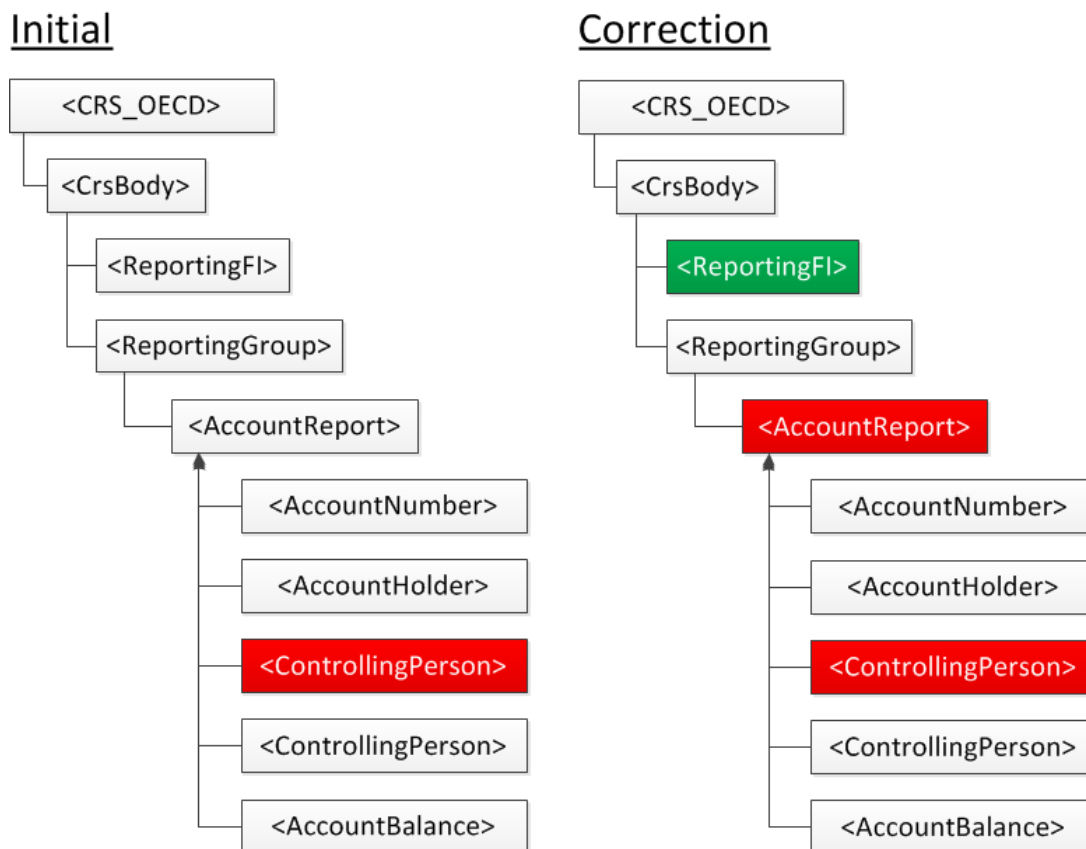 Initial
<CRS_OECD>
<CrsBody>
<ReportingFI>
<ReportingGroup>
<AccountReport>
<AccountNumber>
<AccountHolder>
<ControllingPerson>
<ControllingPerson>
<AccountBalance>
Correction
<CRS_OECD>
<CrsBody>
<ReportingFI>
<ReportingGroup>
<AccountReport>
<AccountNumber>
<AccountHolder>
<ControllingPerson>
<ControllingPerson>
<AccountBalance>